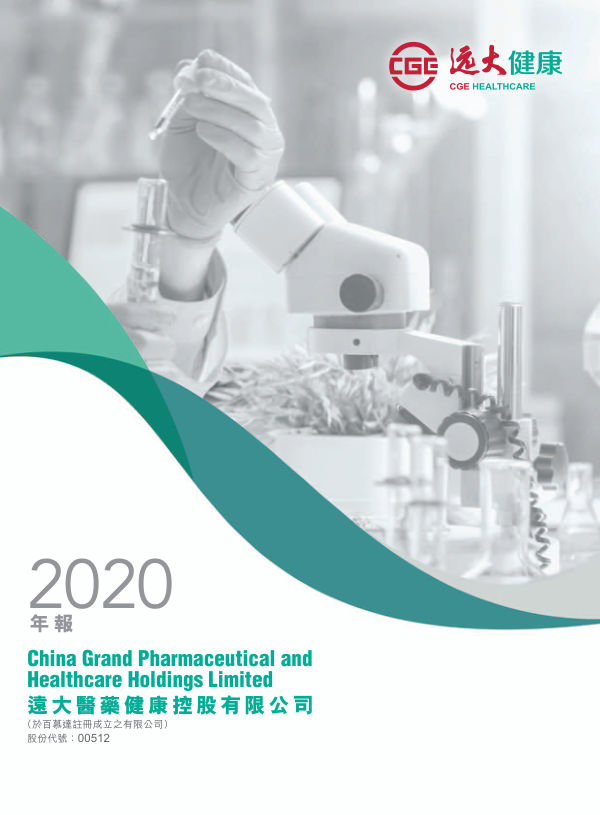 CGE 远大健康
CGE HEALTHCARE
2020
年報
China Grand Pharmaceutical and
Healthcare Holdings Limited
遠大醫藥健康控股有限公司
(於百慕達註冊成立之有限公司)
股份代號：00512